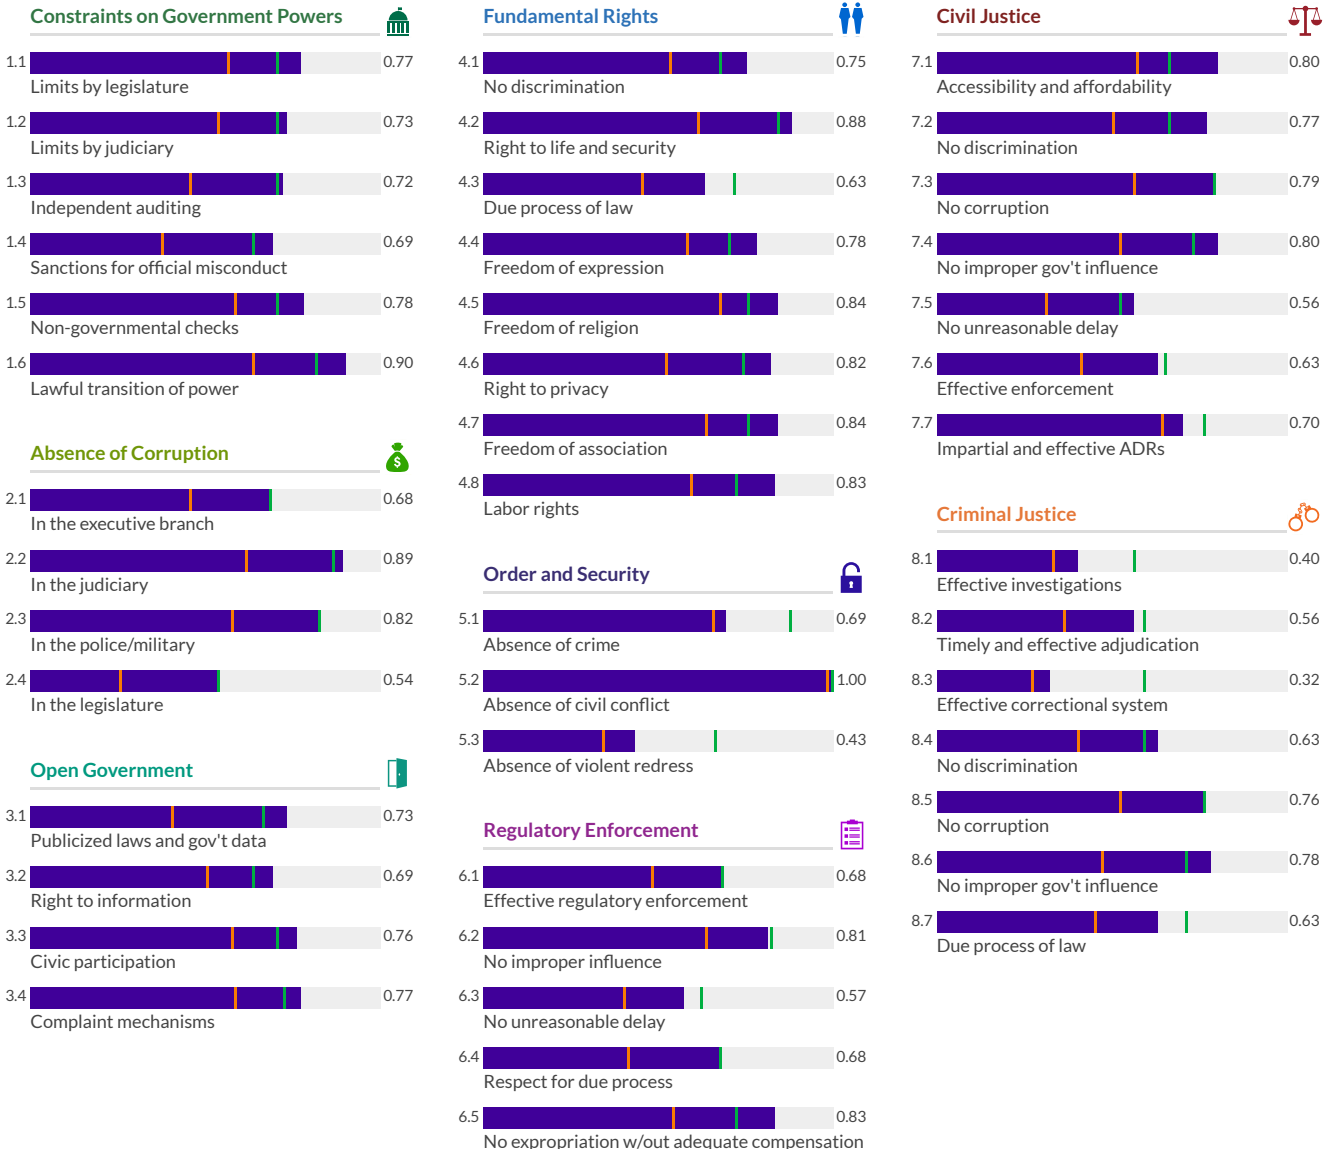 Constraints on Government Powers
1.1 0.77
Limits by legislature
1.2 0.73
Limits by judiciary
1.3 0.72
Independent auditing
1.4 0.69
Sanctions for official misconduct
1.5 0.78
Non-governmental checks
1.6 0.90
Lawful transition of power
Absence of Corruption
$
2.1 0.68
In the executive branch
2.2 0.89
In the judiciary
2.3 0.82
In the police/military
2.4 0.54
In the legislature
Open Government
3.1 0.73
Publicized laws and gov't data
3.2 0.69
Right to information
3.3 0.76
Civic participation
3.4 0.77
Complaint mechanisms
Fundamental Rights
4.1 0.75
No discrimination
4.2 0.88
Right to life and security
4.3 0.63
Due process of law
4.4 0.78
Freedom of expression
4.5 0.84
Freedom of religion
4.6 0.82
Right to privacy
4.7 0.84
Freedom of association
4.8 0.83
Labor rights
Order and Security
5.1 0.69
Absence of crime
5.2 1.00
Absence of civil conflict
5.3 0.43
Absence of violent redress
Regulatory Enforcement
6.1 0.68
Effective regulatory enforcement
6.2 0.81
No improper influence
6.3 0.57
No unreasonable delay
6.4 0.68
Respect for due process
6.5 0.83
No expropriation w/out adequate compensation
Civil Justice
7.1 0.80
Accessibility and affordability
7.2 0.77
No discrimination
7.3 0.79
No corruption
7.4 0.80
No improper gov't influence
7.5 0.56
No unreasonable delay
7.6 0.63
Effective enforcement
7.7 0.70
Impartial and effective ADRs
Criminal Justice
8.1 0.40
Effective investigations
8.2 0.56
Timely and effective adjudication
8.3 0.32
Effective correctional system
8.4 0.63
No discrimination
8.5 0.76
No corruption
8.6 0.78
No improper gov't influence
8.7 0.63
Due process of law